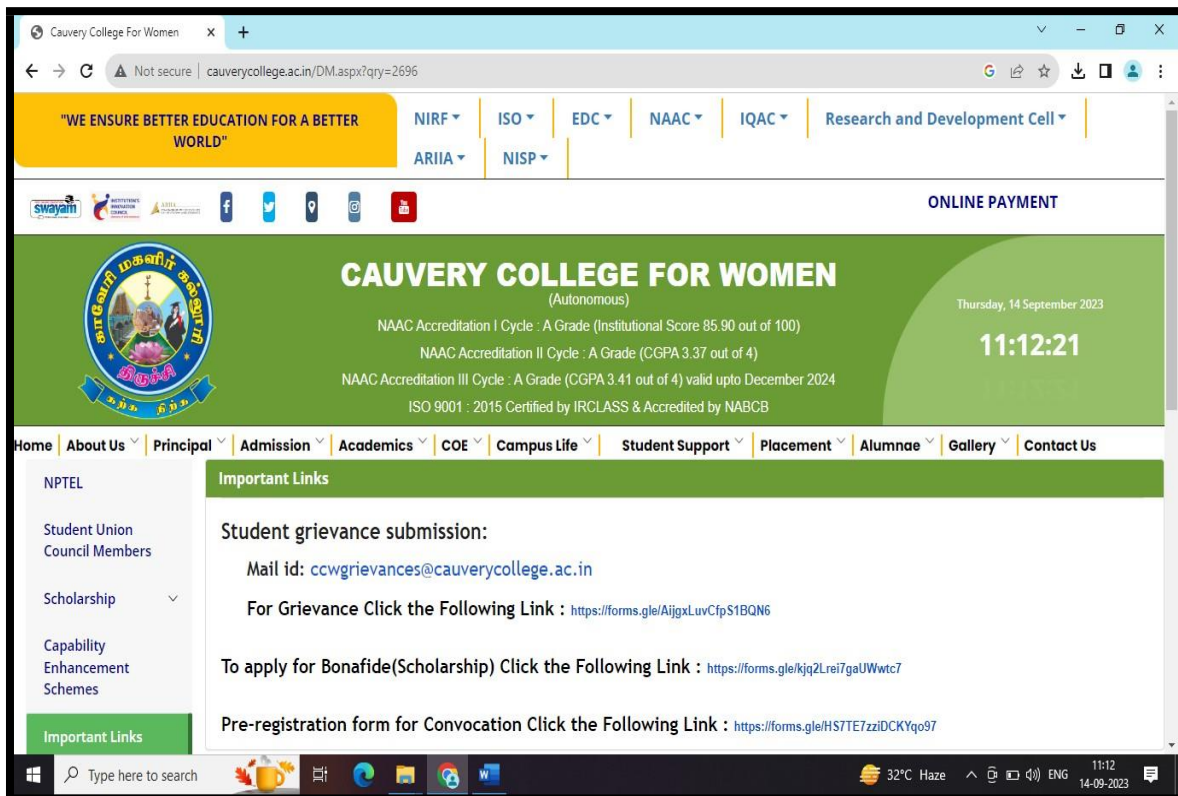 Cauvery College For Women
Not secure | cauverycollege.ac.in/DM.aspx?qry=2696
"WE ENSURE BETTER EDUCATION FOR A BETTER
WORLD"
NIRF ISO EDC NAAC IQAC Research and Development Cell
ARIIA NISP
swayam
ONLINE PAYMENT
காவேரி மகளிர் கல்லூரி
திருச்சி
கற்க நிற்க
CAUVERY COLLEGE FOR WOMEN
(Autonomous)
NAAC Accreditation I Cycle : A Grade (Institutional Score 85.90 out of 100)
NAAC Accreditation II Cycle : A Grade (CGPA 3.37 out of 4)
NAAC Accreditation III Cycle : A Grade (CGPA 3.41 out of 4) valid upto December 2024
ISO 9001 : 2015 Certified by IRCLASS & Accredited by NABCB
Thursday, 14 September 2023
11:12:21
Home About Us Principal Admission Academics COE Campus Life Student Support Placement Alumnae Gallery Contact Us
NPTEL
Student Union
Council Members
Scholarship
Capability
Enhancement
Schemes
Important Links
Important Links
Student grievance submission:
Mail id: ccwgrievances@cauverycollege.ac.in
For Grievance Click the Following Link : https://forms.gle/AijgxLuvCfpS1BQN6
To apply for Bonafide(Scholarship) Click the Following Link : https://forms.gle/kjq2Lrei7gaUWwtc7
Pre-registration form for Convocation Click the Following Link : https://forms.gle/HS7TE7zziDCKYqo97
Type here to search
32°C Haze
ENG
11:12
14-09-2023